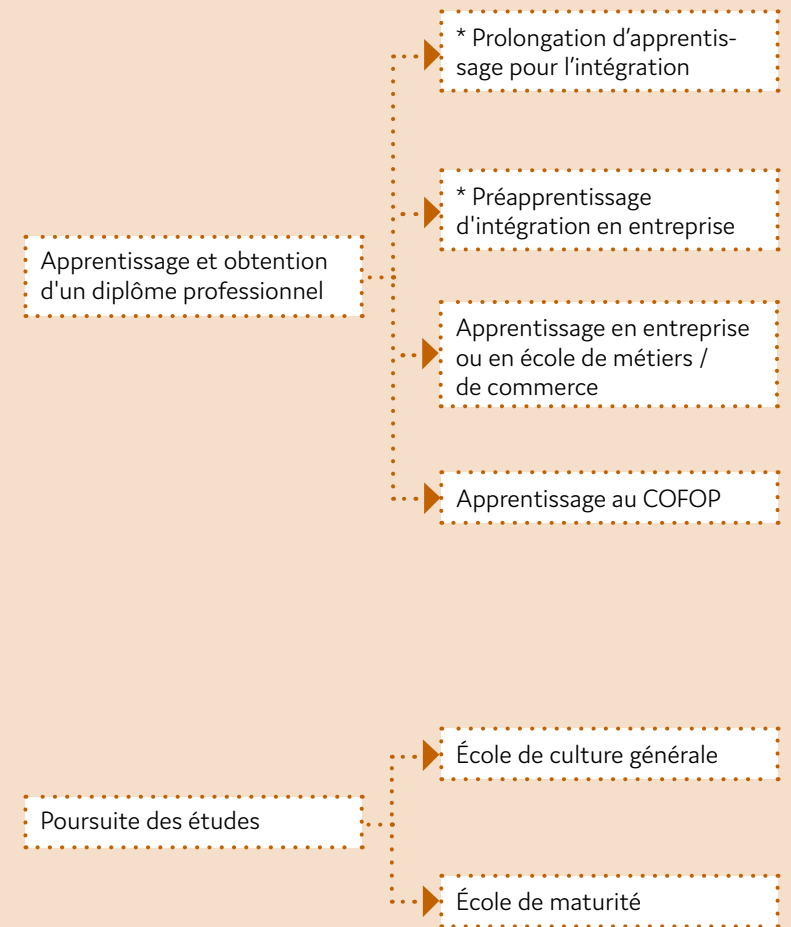 * Prolongation d’apprentis-
sage pour l’intégration
* Préapprentissage
d'intégration en entreprise
Apprentissage et obtention
d'un diplôme professionnel
Apprentissage en entreprise
ou en école de métiers /
de commerce
Apprentissage au COFOP
École de culture générale
Poursuite des études
École de maturité